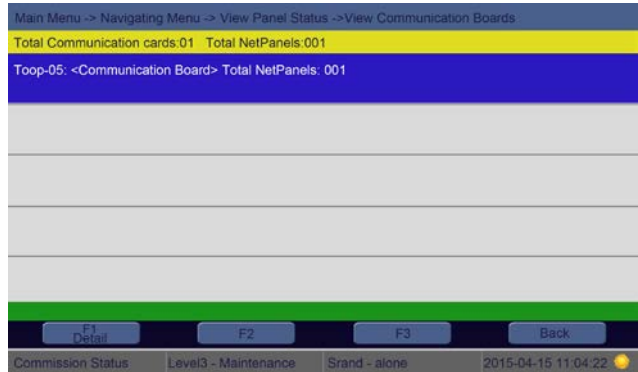 Main Menu -> Navigating Menu -> View Panel Status ->View Communication Boards
Total Communication cards:01 Total NetPanels:001
Toop-05: <Communication Board> Total NetPanels: 001
F1
Detail
F2
F3
Back
Commission Status
Level3 - Maintenance
Srand - alone
2015-04-15 11:04:22